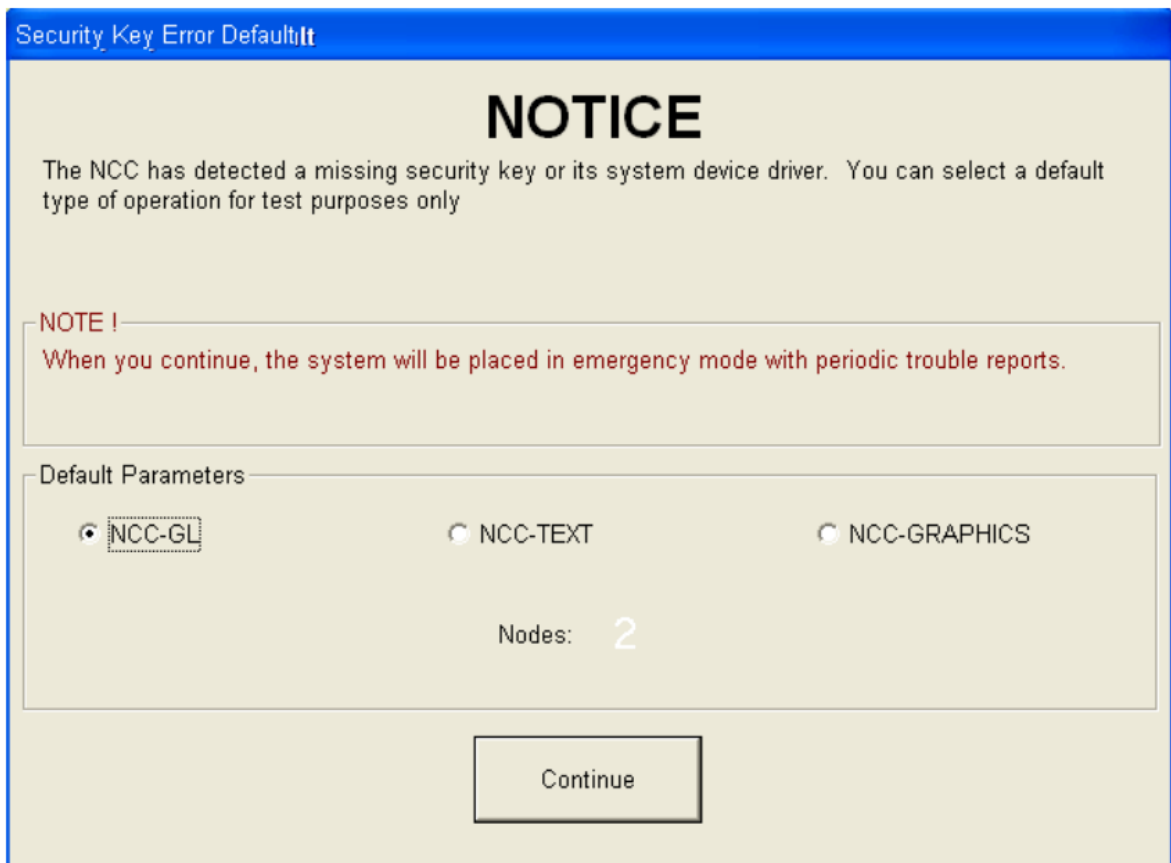 Security Key Error Default
NOTICE
The NCC has detected a missing security key or its system device driver.  You can select a default
type of operation for test purposes only
NOTE !
When you continue, the system will be placed in emergency mode with periodic trouble reports.
Default Parameters
NCC-GL NCC-TEXT NCC-GRAPHICS
Nodes: 2
Continue